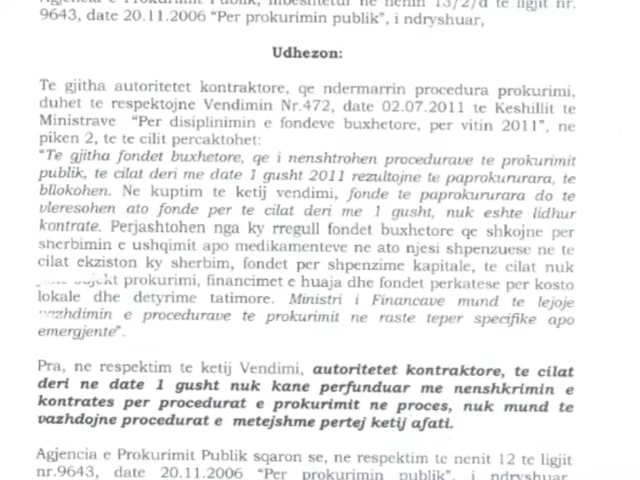 Agjencia e Prokurimit Publik, mbeshtetur ne nenin 13/2/d te ligjit nr.
9643, date 20.11.2006 “Per prokurimin publik”, i ndryshuar,
Udhezon:
Te gjitha autoritetet kontraktore, qe ndermarrin procedura prokurimi,
duhet te respektojne Vendimin Nr.472, date 02.07.2011 te Keshillit te
Ministrave “Per disiplinimin e fondeve buxhetore, per vitin 2011”, ne
piken 2, te te cilit percaktohet:
“Te gjitha fondet buxhetore, qe i nenshtrohen procedurave te prokurimit
publik, te cilat deri me date 1 gusht 2011 rezultojne te paprokururara, te
bllokohen. Ne kuptim te ketij vendimi, fonde te paprokururara do te
vleresohen ato fonde per te cilat deri me 1 gusht, nuk eshte lidhur
kontrate. Perjashtohen nga ky rregull fondet buxhetore qe shkojne per
sherbimin e ushqimit apo medikamenteve ne ato njesi shpenzuese ne te
cilat ekziston ky sherbim, fondet per shpenzime kapitale, te cilat nuk
prokurimi, financimet e huaja dhe fondet perkatese per kosto
lokale dhe detyrime tatimore. Ministri i Financave mund te lejoje
vazhdimin e procedurave te prokurimit ne raste teper specifike apo
emergjente”.
Pra, ne respektim te ketij Vendimi, autoritetet kontraktore, te cilat
deri ne date 1 gusht nuk kane perfunduar me nenshkrimin e
kontrates per procedurat e prokurimit ne proces, nuk mund te
vazhdojne procedurat e metejshme pertej ketij afati.
Agjencia e Prokurimit Publik sqaron se, ne respektim te nenit 12 te ligjit
nr.9643, date 20.11.2006 “Per prokurimin publik”, i ndryshuar,